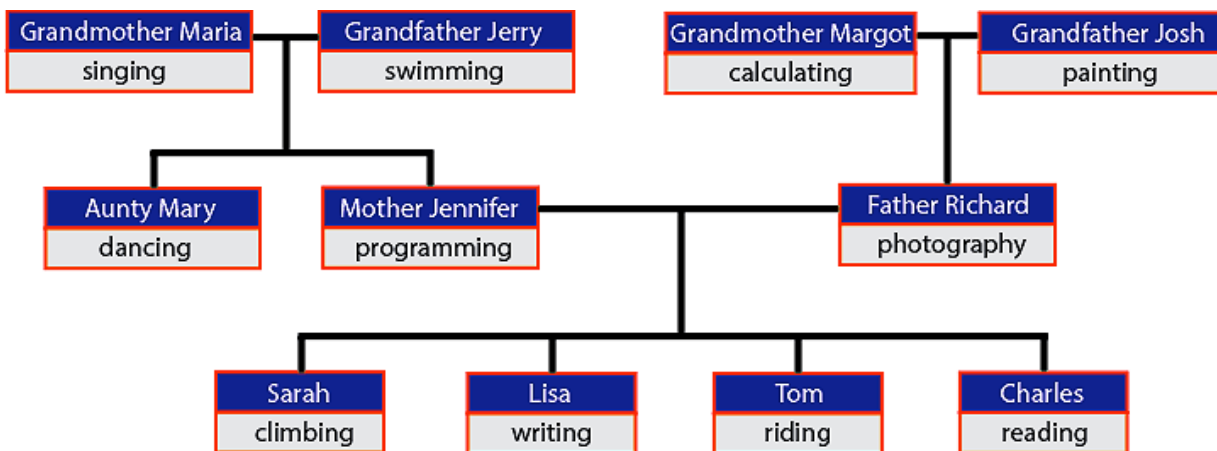 Grandmother Maria
singing
Grandfather Jerry
swimming
Grandmother Margot
calculating
Grandfather Josh
painting
Aunty Mary
dancing
Mother Jennifer
programming
Father Richard
photography
Sarah
climbing
Lisa
writing
Tom
riding
Charles
reading